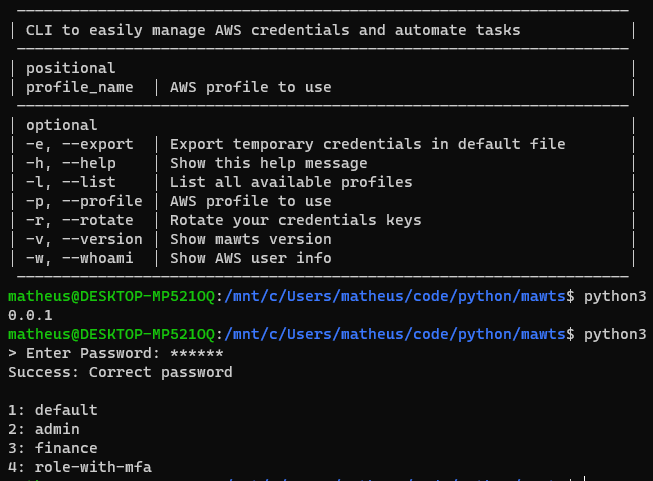 CLI to easily manage AWS credentials and automate tasks
positional
profile_name | AWS profile to use
optional
-e, --export | Export temporary credentials in default file
-h, --help | Show this help message
-l, --list | List all available profiles
-p, --profile | AWS profile to use
-r, --rotate | Rotate your credentials keys
-v, --version | Show mawts version
-w, --whoami | Show AWS user info
matheus@DESKTOP-MP521OQ:/mnt/c/Users/matheus/code/python/mawts$ python3
0.0.1
matheus@DESKTOP-MP521OQ:/mnt/c/Users/matheus/code/python/mawts$ python3
> Enter Password: ******
Success: Correct password
1: default
2: admin
3: finance
4: role-with-mfa